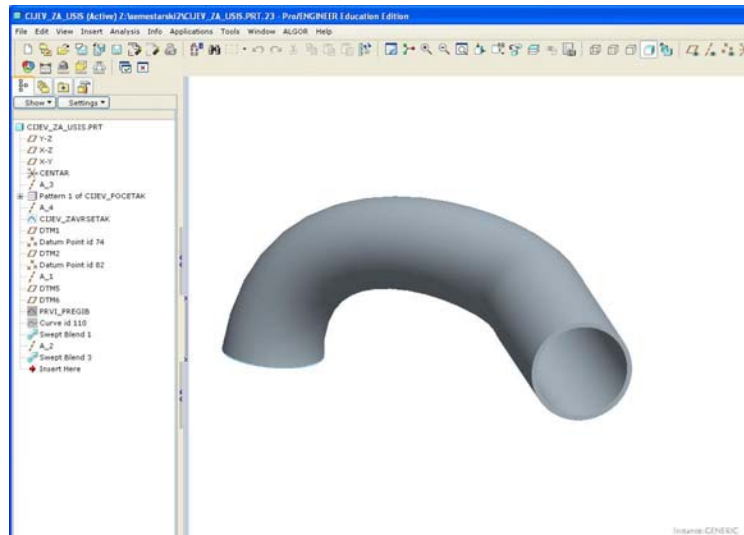 CIJEV_ZA_USIS (Active) Z:\semestarski2\CIJEV_ZA_USIS.PRT.23 - Pro/ENGINEER Education Edition
File Edit View Insert Analysis Info Applications Tools Window ALGOR Help
Show Settings
CIJEV_ZA_USIS.PRT
Y-Z
X-Z
X-Y
CENTAR
A_3
Pattern 1 of CIJEV_POCETAK
A_4
CIJEV_ZAVRSETAK
DTM1
Datum Point id 74
DTM2
Datum Point id 82
A_1
DTM5
DTM6
PRVI_PREGIB
Curve id 110
Swept Blend 1
A_2
Swept Blend 3
Insert Here
Instance:GENERIC